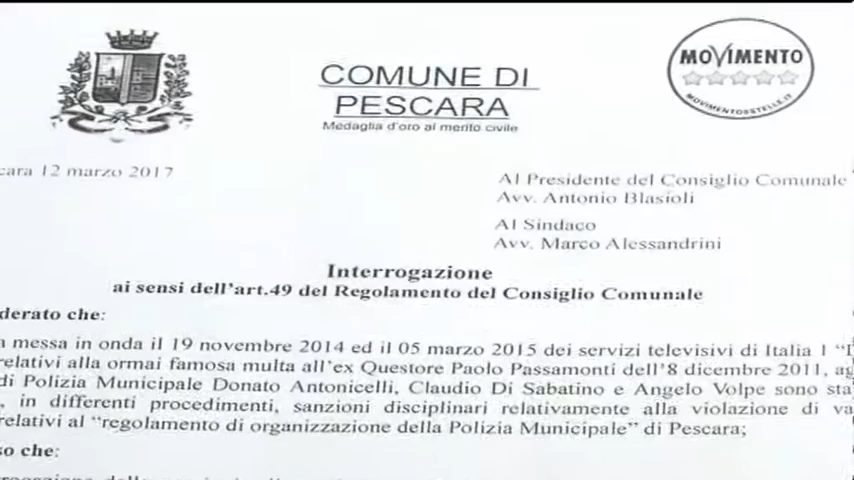 COMUNE DI
PESCARA
Medaglia d'oro al merito civile
MOVIMENTO
MOVIMENTO5STELLE.IT
cara 12 marzo 2017
Al Presidente del Consiglio Comunale
Avv. Antonio Blasioli
Al Sindaco
Avv. Marco Alessandrini
Interrogazione
ai sensi dell'art.49 del Regolamento del Consiglio Comunale
derato che:
a messa in onda il 19 novembre 2014 ed il 05 marzo 2015 dei servizi televisivi di Italia 1 "I
relativi alla ormai famosa multa all'ex Questore Paolo Passamonti dell'8 dicembre 2011, ag
di Polizia Municipale Donato Antonicelli, Claudio Di Sabatino e Angelo Volpe sono sta
, in differenti procedimenti, sanzioni disciplinari relativamente alla violazione di va
relativi al "regolamento di organizzazione della Polizia Municipale" di Pescara;
so che: